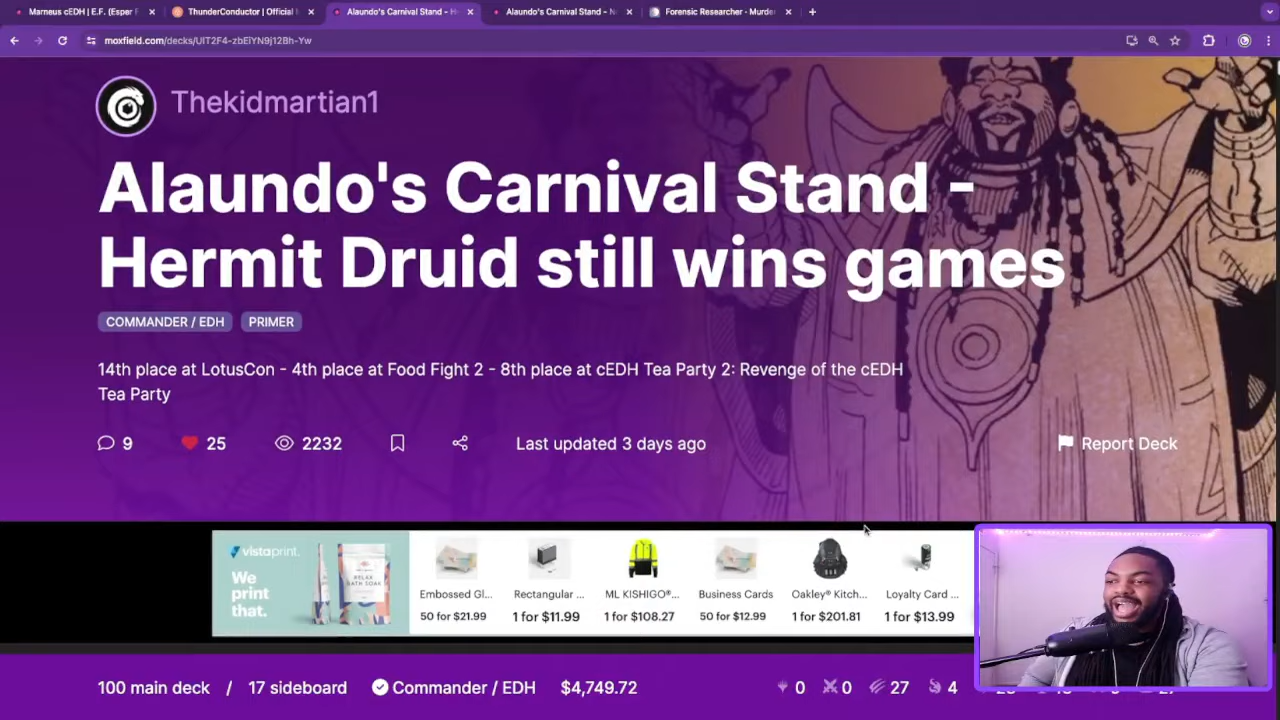 Marneus cEDH | E.F. (Esper
ThunderConductor | Official
Alaundo's Carnival Stand - H
Alaundo's Carnival Stand - N
Forensic Researcher · Murde
moxfield.com/decks/
Thekidmartian1
Alaundo's Carnival Stand -
Hermit Druid still wins games
COMMANDER / EDH
PRIMER
14th place at LotusCon - 4th place at Food Fight 2 - 8th place at cEDH Tea Party 2: Revenge of the cEDH
Tea Party
9
25
2232
Last updated 3 days ago
Report Deck
vistaprint.
We
print
that.
RELAX
BATH SOAK
Embossed Gl...
50 for $21.99
Rectangular ...
1 for $11.99
ML KISHIGO®...
1 for $108.27
Business Cards
50 for $12.99
Oakley® Kitch...
1 for $201.81
Loyalty Card ...
1 for $13.99
100 main deck / 17 sideboard
Commander / EDH
$4,749.72
0
0
27
4